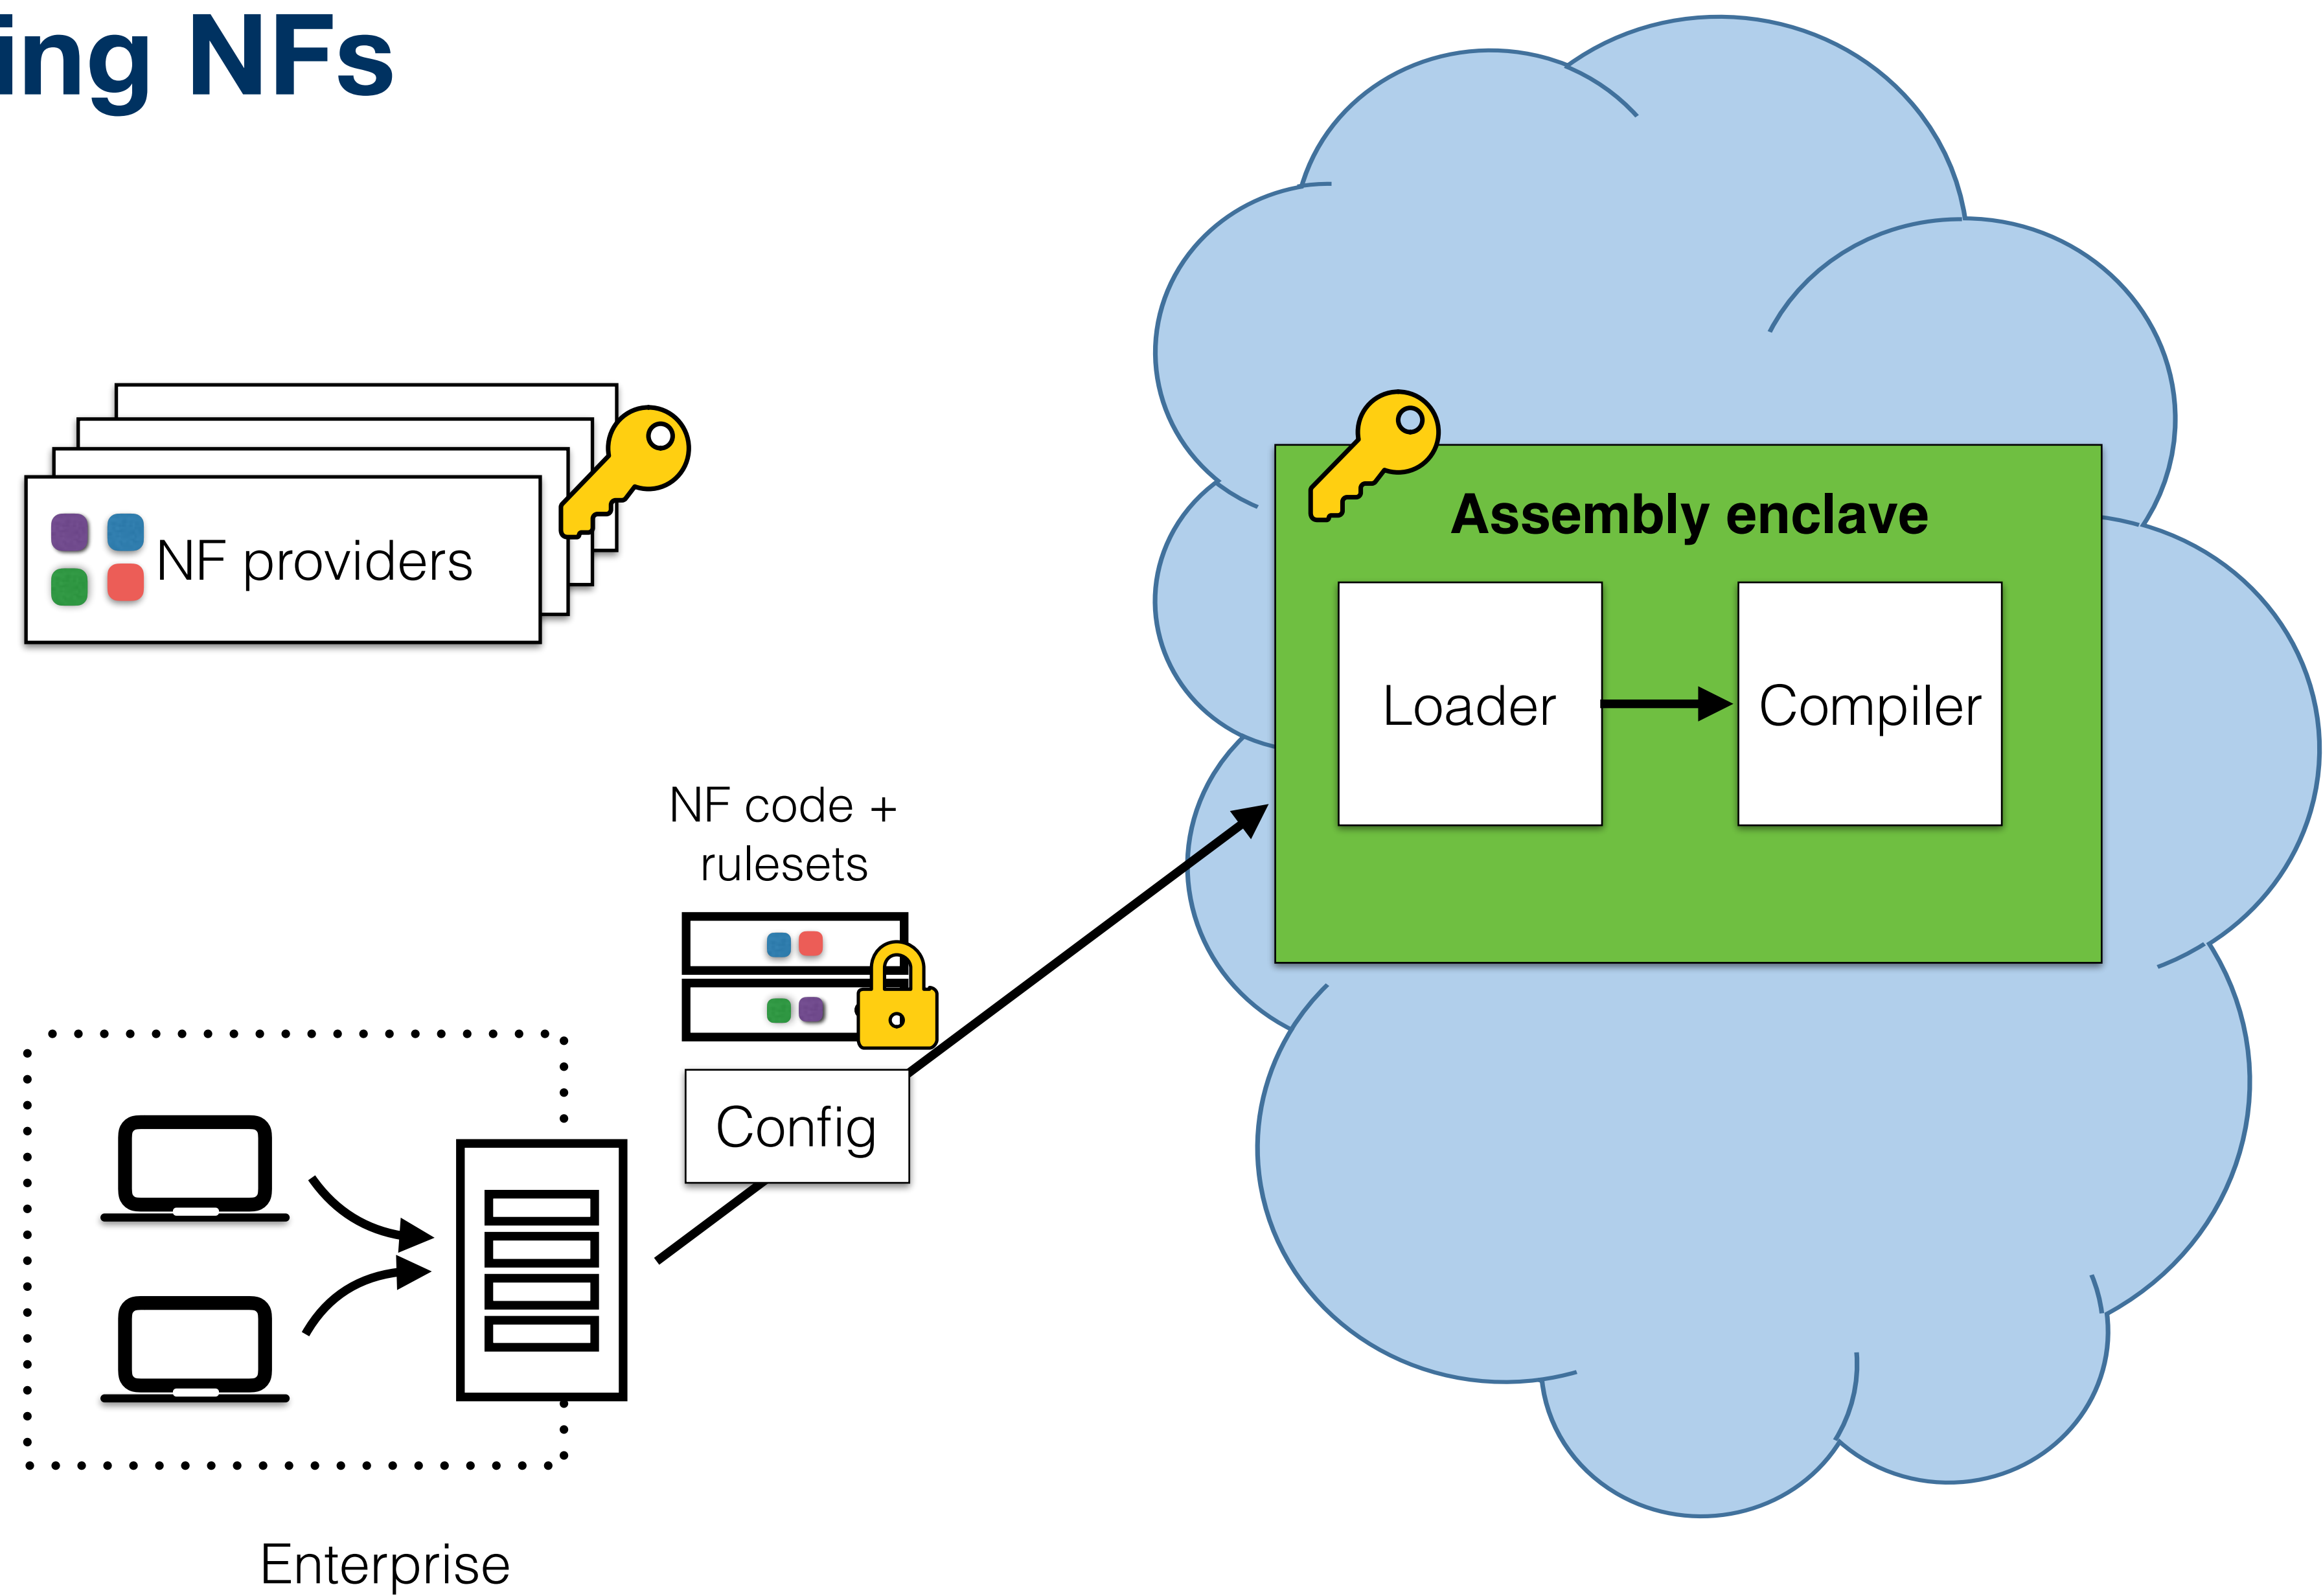 ing NFs
NF providers
Assembly enclave
Loader
Compiler
NF code +
rulesets
Config
Enterprise